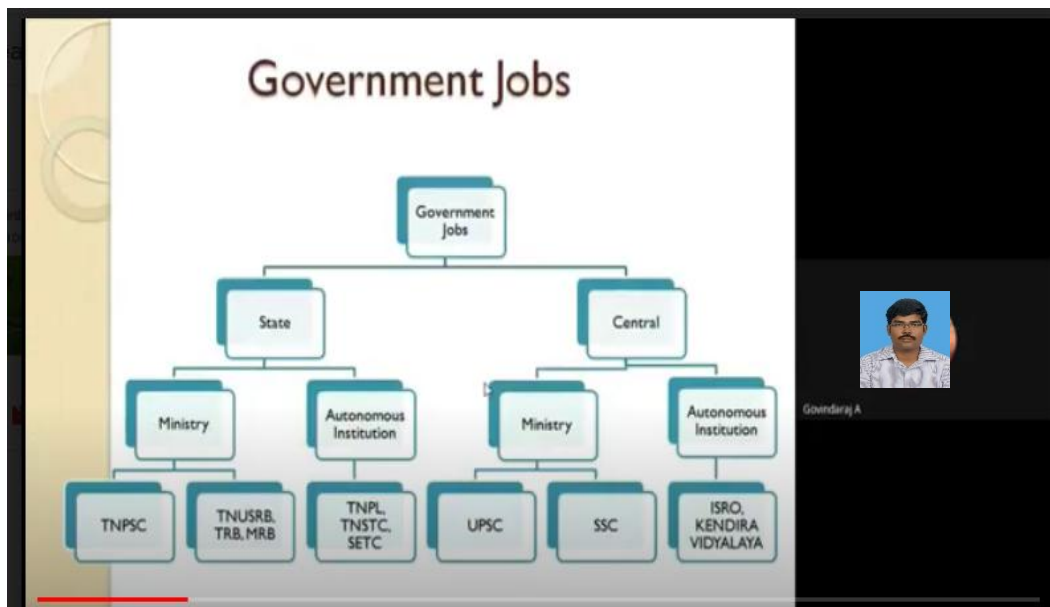 Government Jobs
Government
Jobs
State
Central
Ministry
Autonomous
Institution
Ministry
Autonomous
Institution
TNPSC
TNUSRB,
TRB, MRB
TNPL,
TNSTC,
SETC
UPSC
SSC
ISRO,
KENDIRA
VIDYALAYA
Govindaraj A